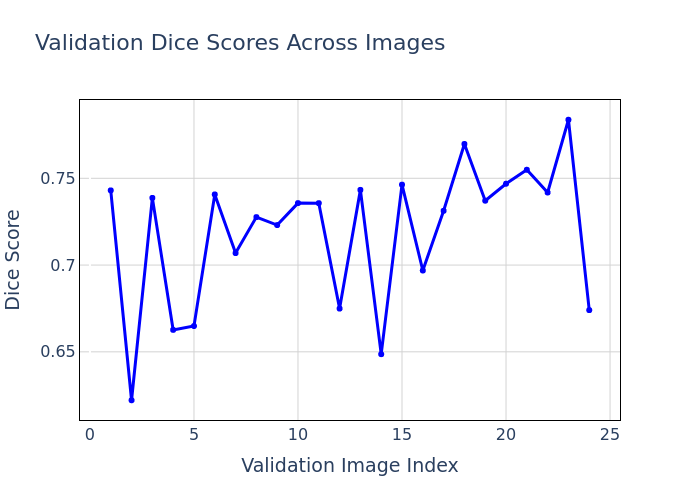 Validation Dice Scores Across Images
Dice Score
0.75
0.7
0.65
0 5 10 15 20 25
Validation Image Index